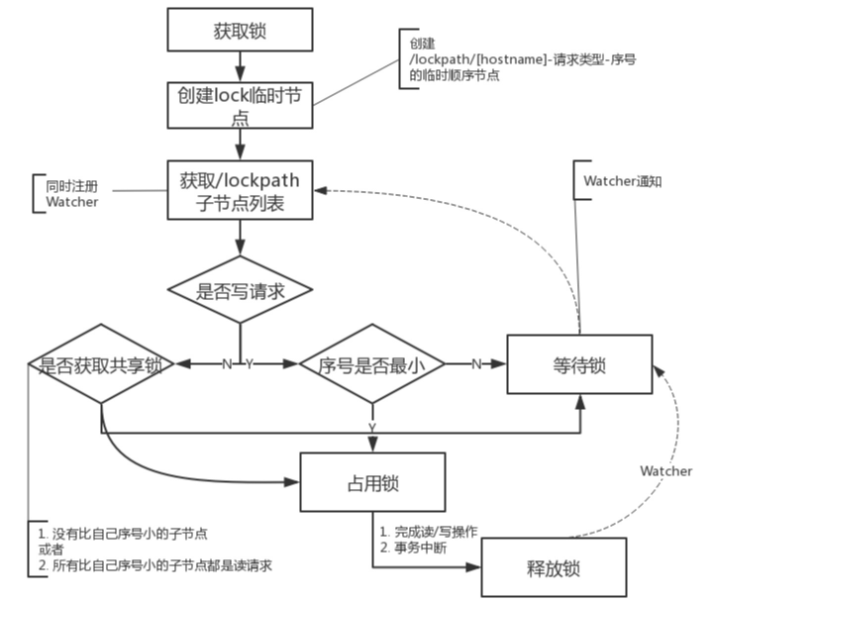 获取锁
创建
/lockpath/[hostname]-请求类型-序号
的临时顺序节点
创建lock临时节
点
同时注册
Watcher
获取/lockpath
子节点列表
Watcher通知
是否写请求
是否获取共享锁
N
Y
序号是否最小
N
等待锁
Y
占用锁
Watcher
1. 没有比自己序号小的子节点
或者
2. 所有比自己序号小的子节点都是读请求
1. 完成读/写操作
2. 事务中断
释放锁